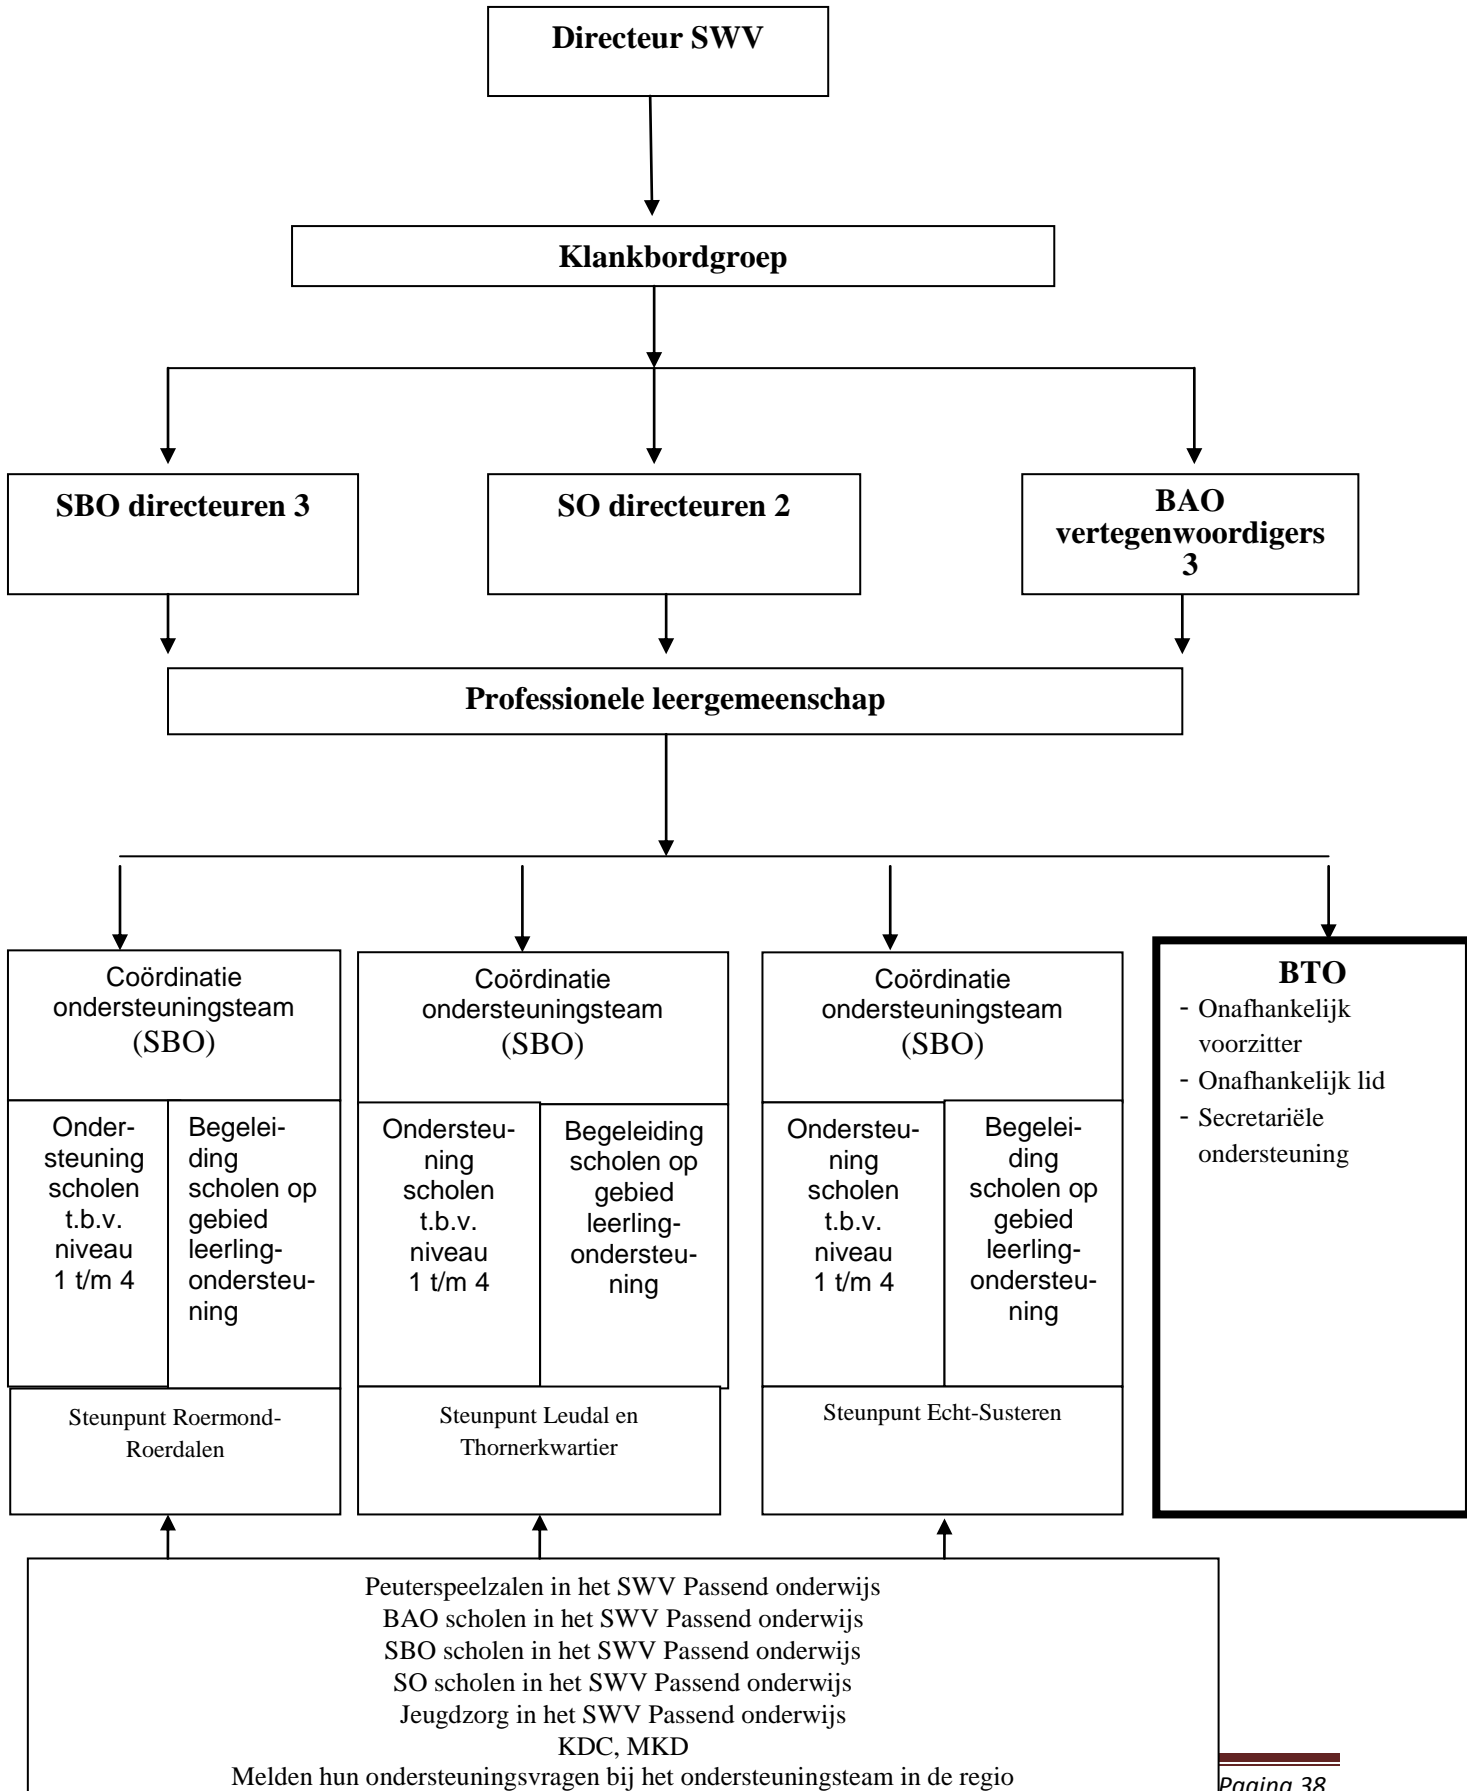 Directeur SWV
Klankbordgroep
SBO directeuren 3
SO directeuren 2
BAO
vertegenwoordigers
3
Professionele leergemeenschap
Coördinatie
ondersteuningsteam
(SBO)
Onder-
steuning
scholen
t.b.v.
niveau
1 t/m 4
Begelei-
ding
scholen op
gebied
leerling-
ondersteu-
ning
Steunpunt Roermond-
Roerdalen
Coördinatie
ondersteuningsteam
(SBO)
Ondersteu-
ning
scholen
t.b.v.
niveau
1 t/m 4
Begeleiding
scholen op
gebied
leerling-
ondersteu-
ning
Steunpunt Leudal en
Thornerkwartier
Coördinatie
ondersteuningsteam
(SBO)
Ondersteu-
ning
scholen
t.b.v.
niveau
1 t/m 4
Begelei-
ding
scholen op
gebied
leerling-
ondersteu-
ning
Steunpunt Echt-Susteren
BTO
- Onafhankelijk
voorzitter
- Onafhankelijk lid
- Secretariële
ondersteuning
Peuterspeelzalen in het SWV Passend onderwijs
BAO scholen in het SWV Passend onderwijs
SBO scholen in het SWV Passend onderwijs
SO scholen in het SWV Passend onderwijs
Jeugdzorg in het SWV Passend onderwijs
KDC, MKD
Melden hun ondersteuningsvragen bij het ondersteuningsteam in de regio
Pagina 38